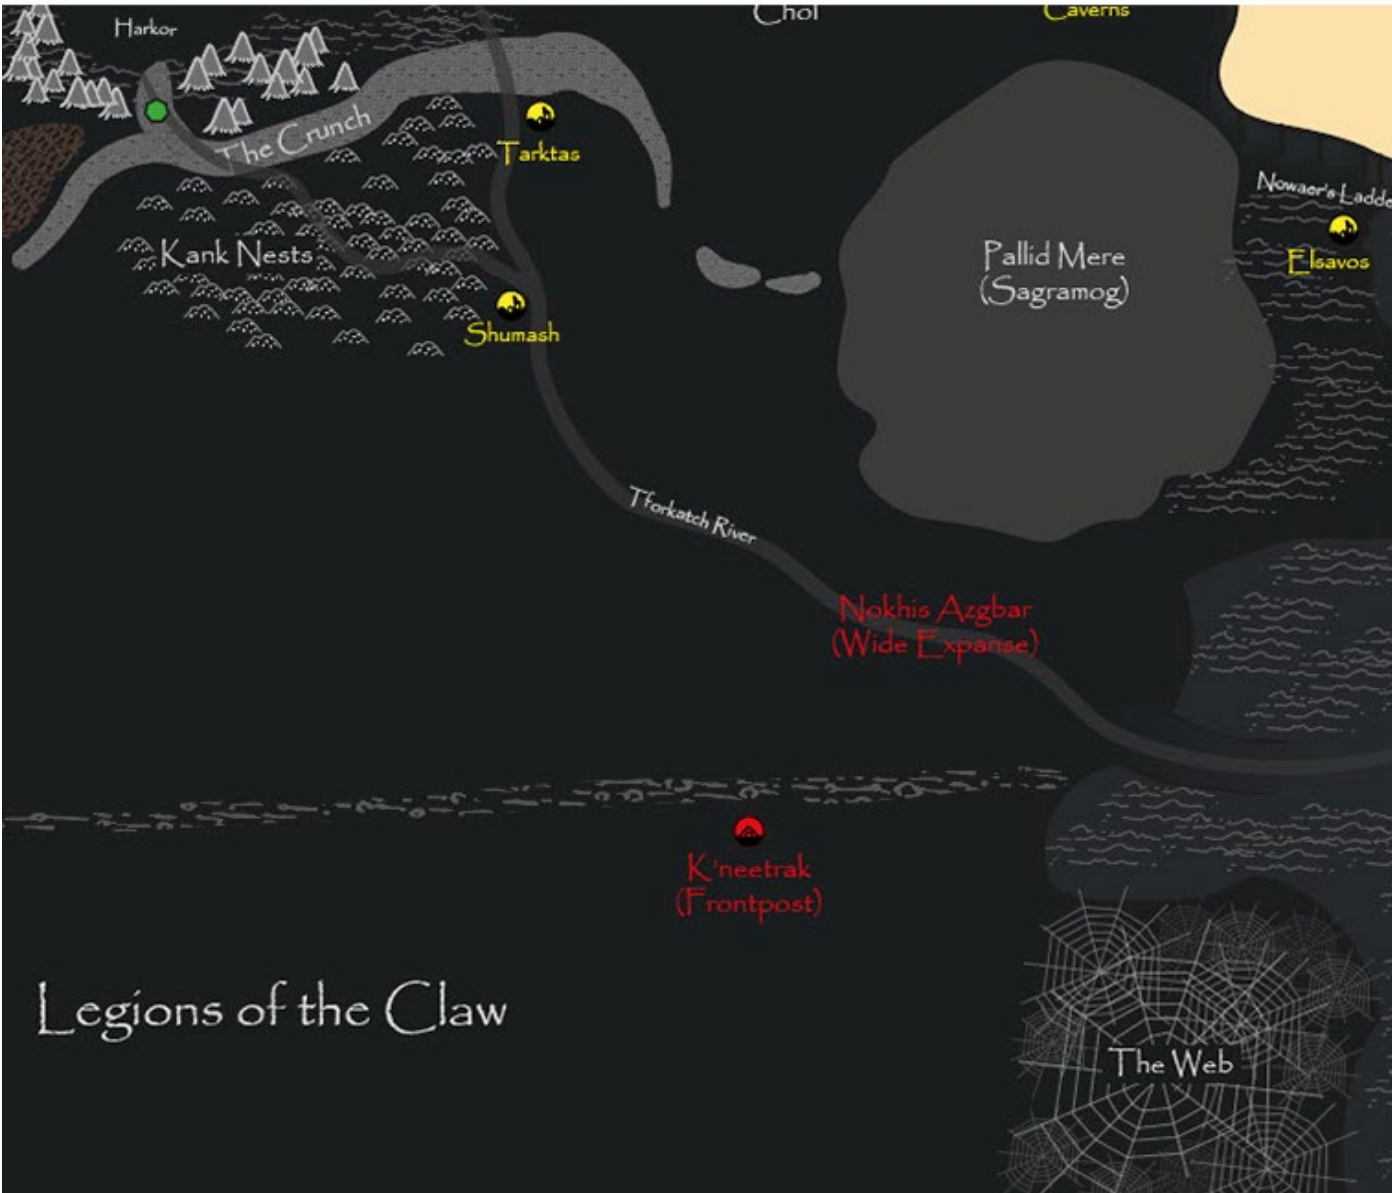 Chol
Caverns
Harkor
The Crunch
Tarktas
Nowaer's Ladde
Elsavos
Kank Nests
Pallid Mere
(Sagramog)
Shumash
Tforkatch River
Nokhis Azgbar
(Wide Expanse)
K'neetrak
(Frontpost)
Legions of the Claw
The Web